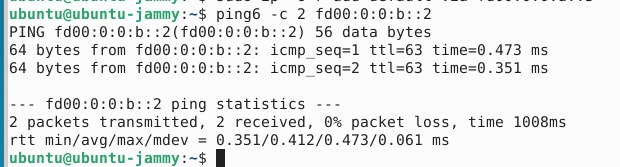 ubuntu@ubuntu-jammy:~$ ping6 -c 2 fd00:0:0:b::2
PING fd00:0:0:b::2(fd00:0:0:b::2) 56 data bytes
64 bytes from fd00:0:0:b::2: icmp_seq=1 ttl=63 time=0.473 ms
64 bytes from fd00:0:0:b::2: icmp_seq=2 ttl=63 time=0.351 ms

--- fd00:0:0:b::2 ping statistics ---
2 packets transmitted, 2 received, 0% packet loss, time 1008ms
rtt min/avg/max/mdev = 0.351/0.412/0.473/0.061 ms
ubuntu@ubuntu-jammy:~$